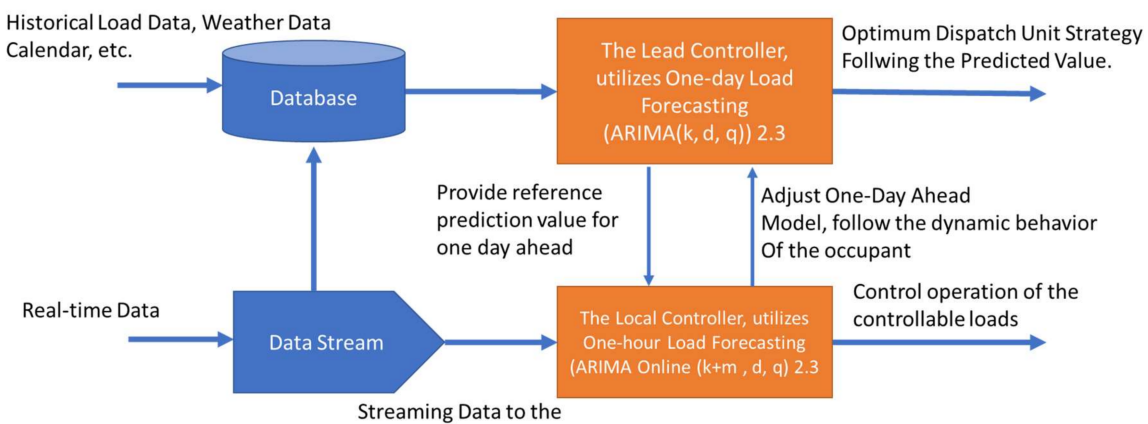 Historical Load Data, Weather Data
Calendar, etc.
Database
The Lead Controller,
utilizes One-day Load
Forecasting
(ARIMA(k, d, q)) 2.3
Optimum Dispatch Unit Strategy
Follwing the Predicted Value.
Provide reference
prediction value for
one day ahead
Adjust One-Day Ahead
Model, follow the dynamic behavior
Of the occupant
Real-time Data
Data Stream
The Local Controller, utilizes
One-hour Load Forecasting
(ARIMA Online (k+m , d, q) 2.3
Control operation of the
controllable loads
Streaming Data to the